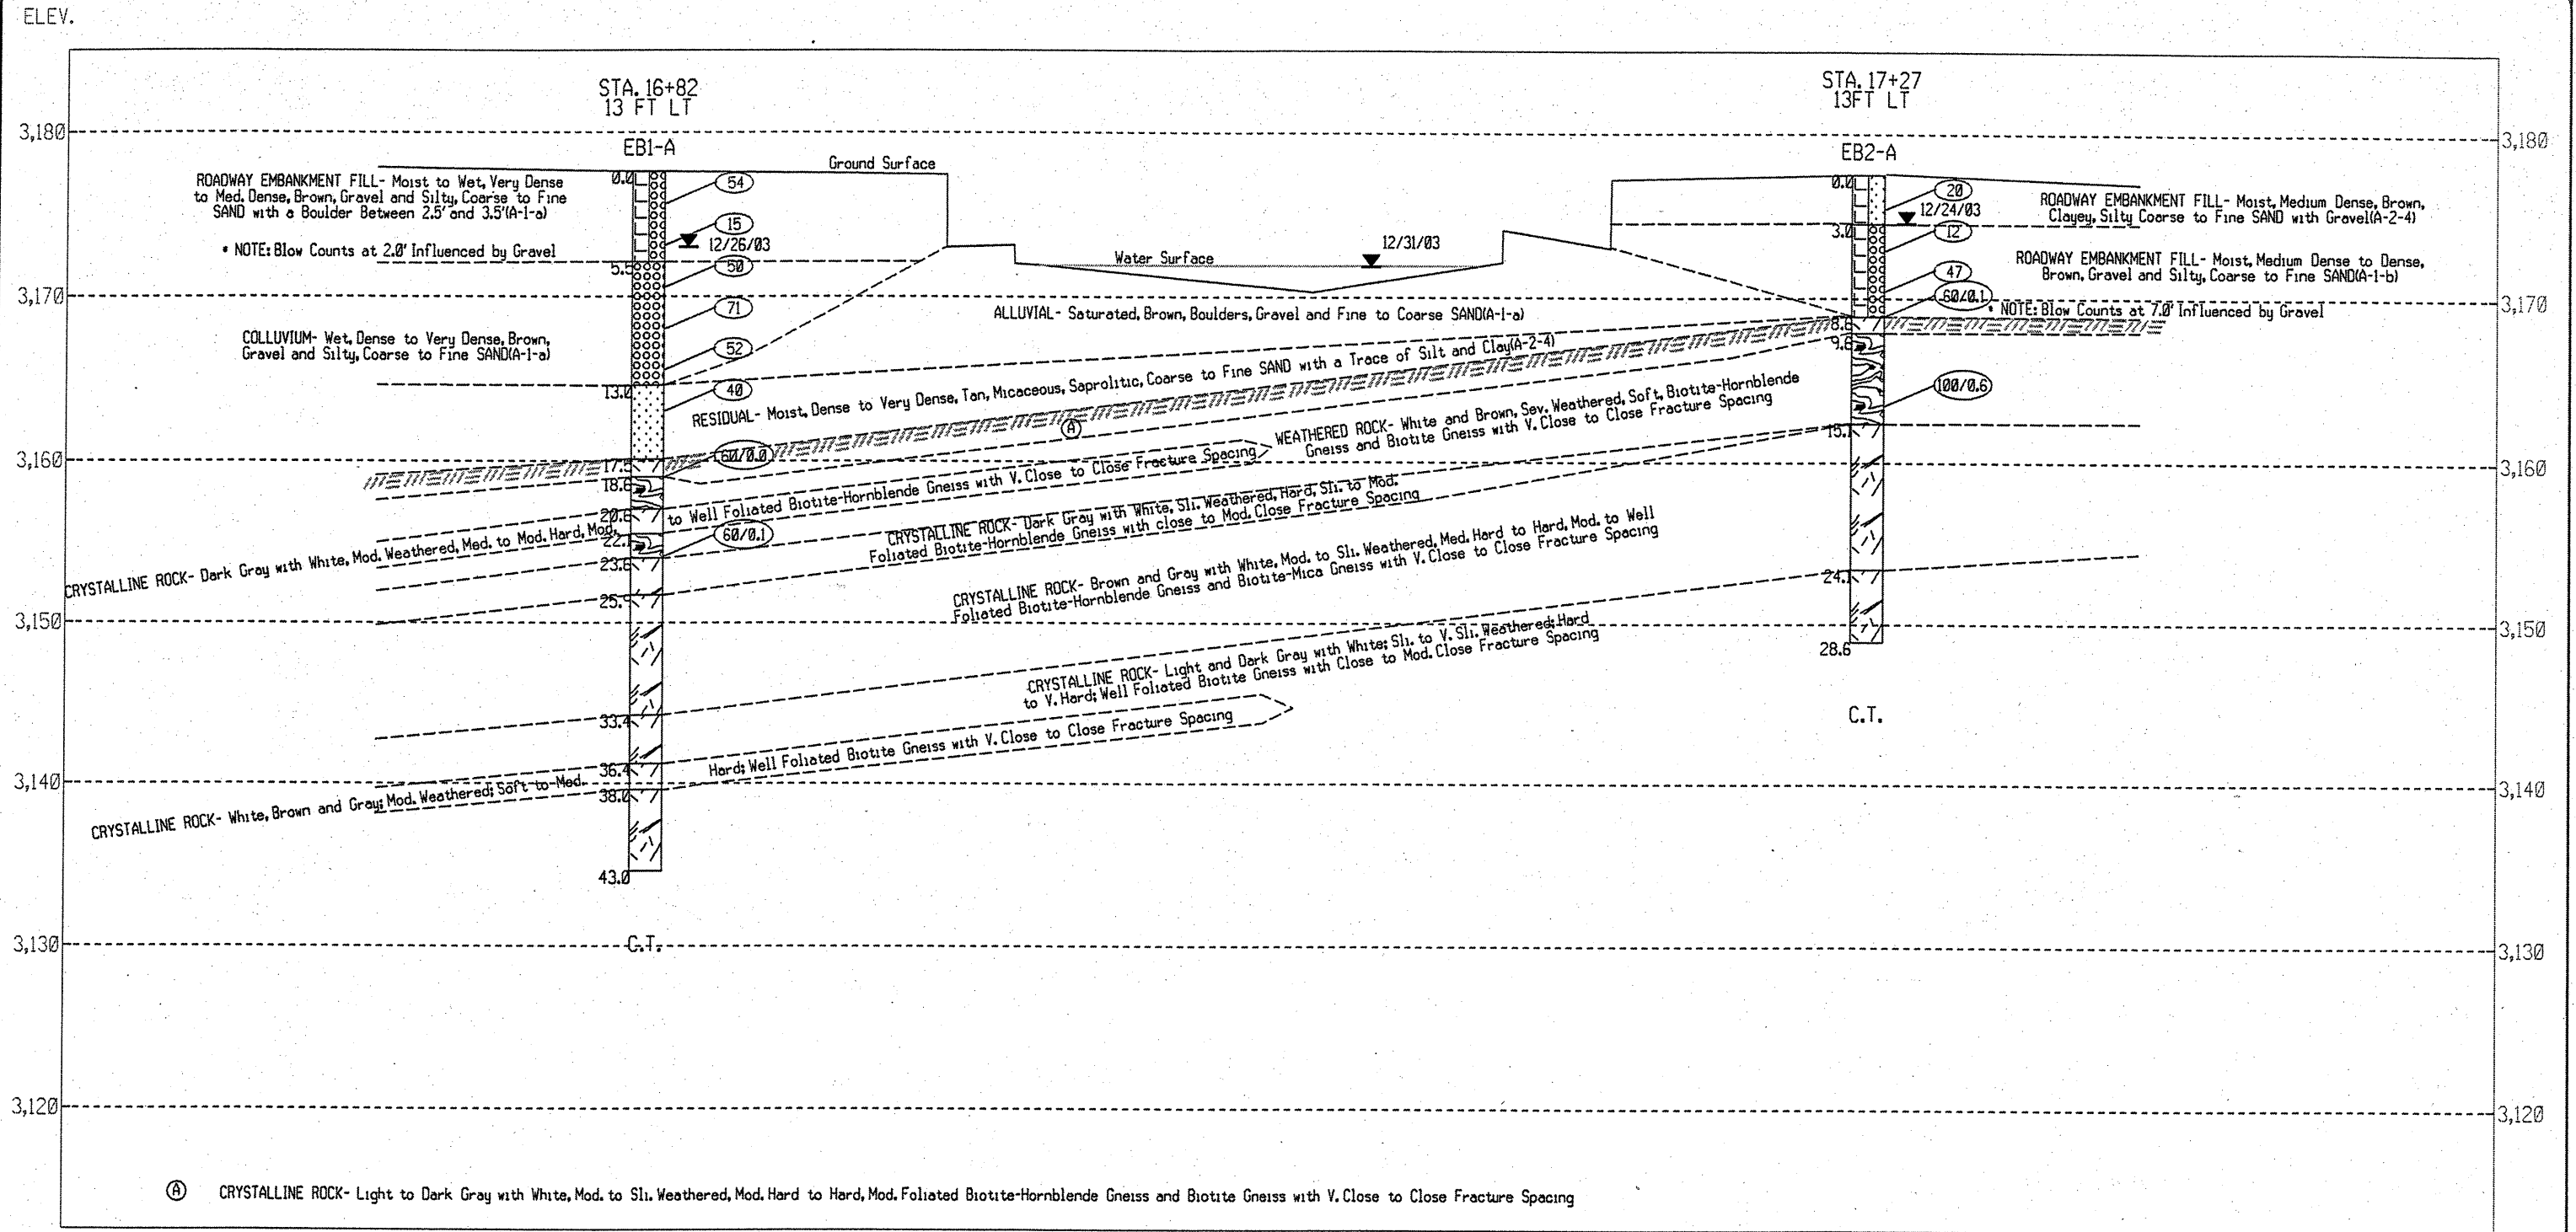 ELEV.
STA. 16+82
13 FT LT
STA. 17+27
13FT LT
3,180
3,180
EB1-A
EB2-A
Ground Surface
ROADWAY EMBANKMENT FILL- Moist to Wet, Very Dense
to Med. Dense, Brown, Gravel and Silty, Coarse to Fine
SAND with a Boulder Between 2.5' and 3.5'(A-1-a)
* NOTE: Blow Counts at 2.0' Influenced by Gravel
0.0
54
15
12/26/03
5.5
50
71
52
13.0
40
COLLUVIUM- Wet, Dense to Very Dense, Brown,
Gravel and Silty, Coarse to Fine SAND(A-1-a)
Water Surface
12/31/03
0.0
20
12/24/03
3.0
12
47
60/0.1
ROADWAY EMBANKMENT FILL- Moist, Medium Dense, Brown,
Clayey, Silty Coarse to Fine SAND with Gravel(A-2-4)
ROADWAY EMBANKMENT FILL- Moist, Medium Dense to Dense,
Brown, Gravel and Silty, Coarse to Fine SAND(A-1-b)
* NOTE: Blow Counts at 7.0' Influenced by Gravel
3,170
3,170
ALLUVIAL- Saturated, Brown, Boulders, Gravel and Fine to Coarse SAND(A-1-a)
RESIDUAL- Moist, Dense to Very Dense, Tan, Micaceous, Saprolitic, Coarse to Fine SAND with a Trace of Silt and Clay(A-2-4)
A
100/0.6
15.1
WEATHERED ROCK- White and Brown, Sev. Weathered, Soft, Biotite-Hornblende
Gneiss and Biotite Gneiss with V. Close to Close Fracture Spacing
3,160
3,160
17.5
60/0.0
18.6
20.6
22.1
60/0.1
23.6
25.9
CRYSTALLINE ROCK- Dark Gray with White, Mod. Weathered, Med. to Mod. Hard, Mod.
to Well Foliated Biotite-Hornblende Gneiss with V. Close to Close Fracture Spacing
CRYSTALLINE ROCK- Dark Gray with White, Sli. Weathered, Hard, Sli. to Mod.
Foliated Biotite-Hornblende Gneiss with close to Mod. Close Fracture Spacing
CRYSTALLINE ROCK- Brown and Gray with White, Mod. to Sli. Weathered, Med. Hard to Hard, Mod. to Well
Foliated Biotite-Hornblende Gneiss and Biotite-Mica Gneiss with V. Close to Close Fracture Spacing
24.1
3,150
3,150
28.6
CRYSTALLINE ROCK- Light and Dark Gray with White; Sli. to V. Sli. Weathered; Hard
to V. Hard; Well Foliated Biotite Gneiss with Close to Mod. Close Fracture Spacing
33.4
C.T.
36.4
38.0
3,140
3,140
CRYSTALLINE ROCK- White, Brown and Gray; Mod. Weathered; Soft to Med.
Hard; Well Foliated Biotite Gneiss with V. Close to Close Fracture Spacing
43.0
C.T.
3,130
3,130
3,120
3,120
A CRYSTALLINE ROCK- Light to Dark Gray with White, Mod. to Sli. Weathered, Mod. Hard to Hard, Mod. Foliated Biotite-Hornblende Gneiss and Biotite Gneiss with V. Close to Close Fracture Spacing